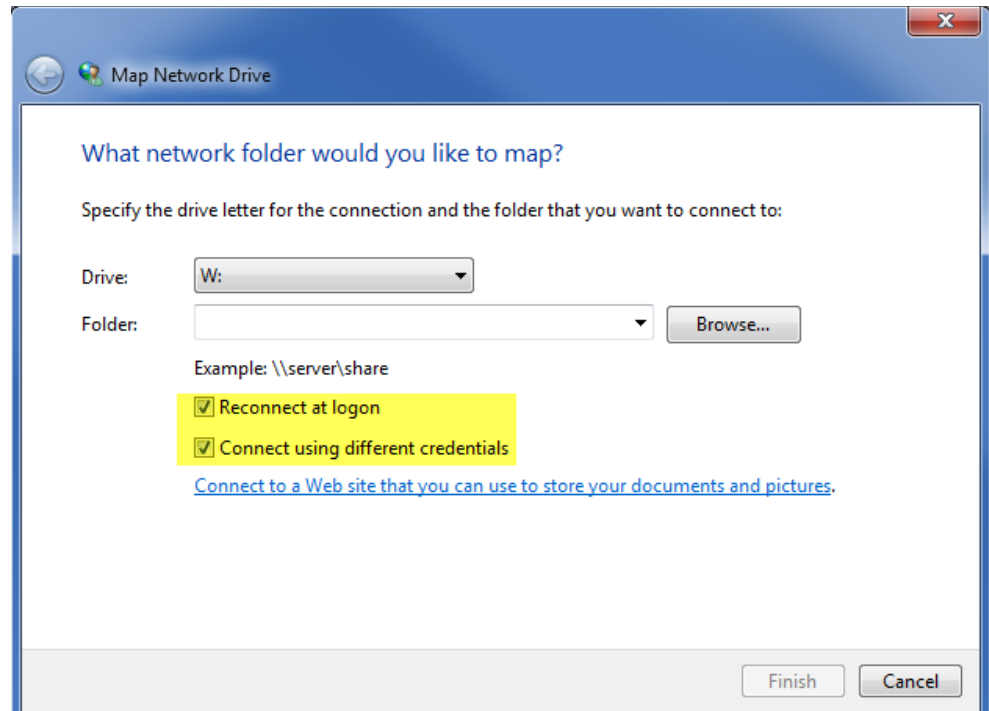 Map Network Drive
What network folder would you like to map?
Specify the drive letter for the connection and the folder that you want to connect to:
Drive: W:
Folder: Browse...
Example: \\server\share
Reconnect at logon
Connect using different credentials
Connect to a Web site that you can use to store your documents and pictures.
Finish Cancel